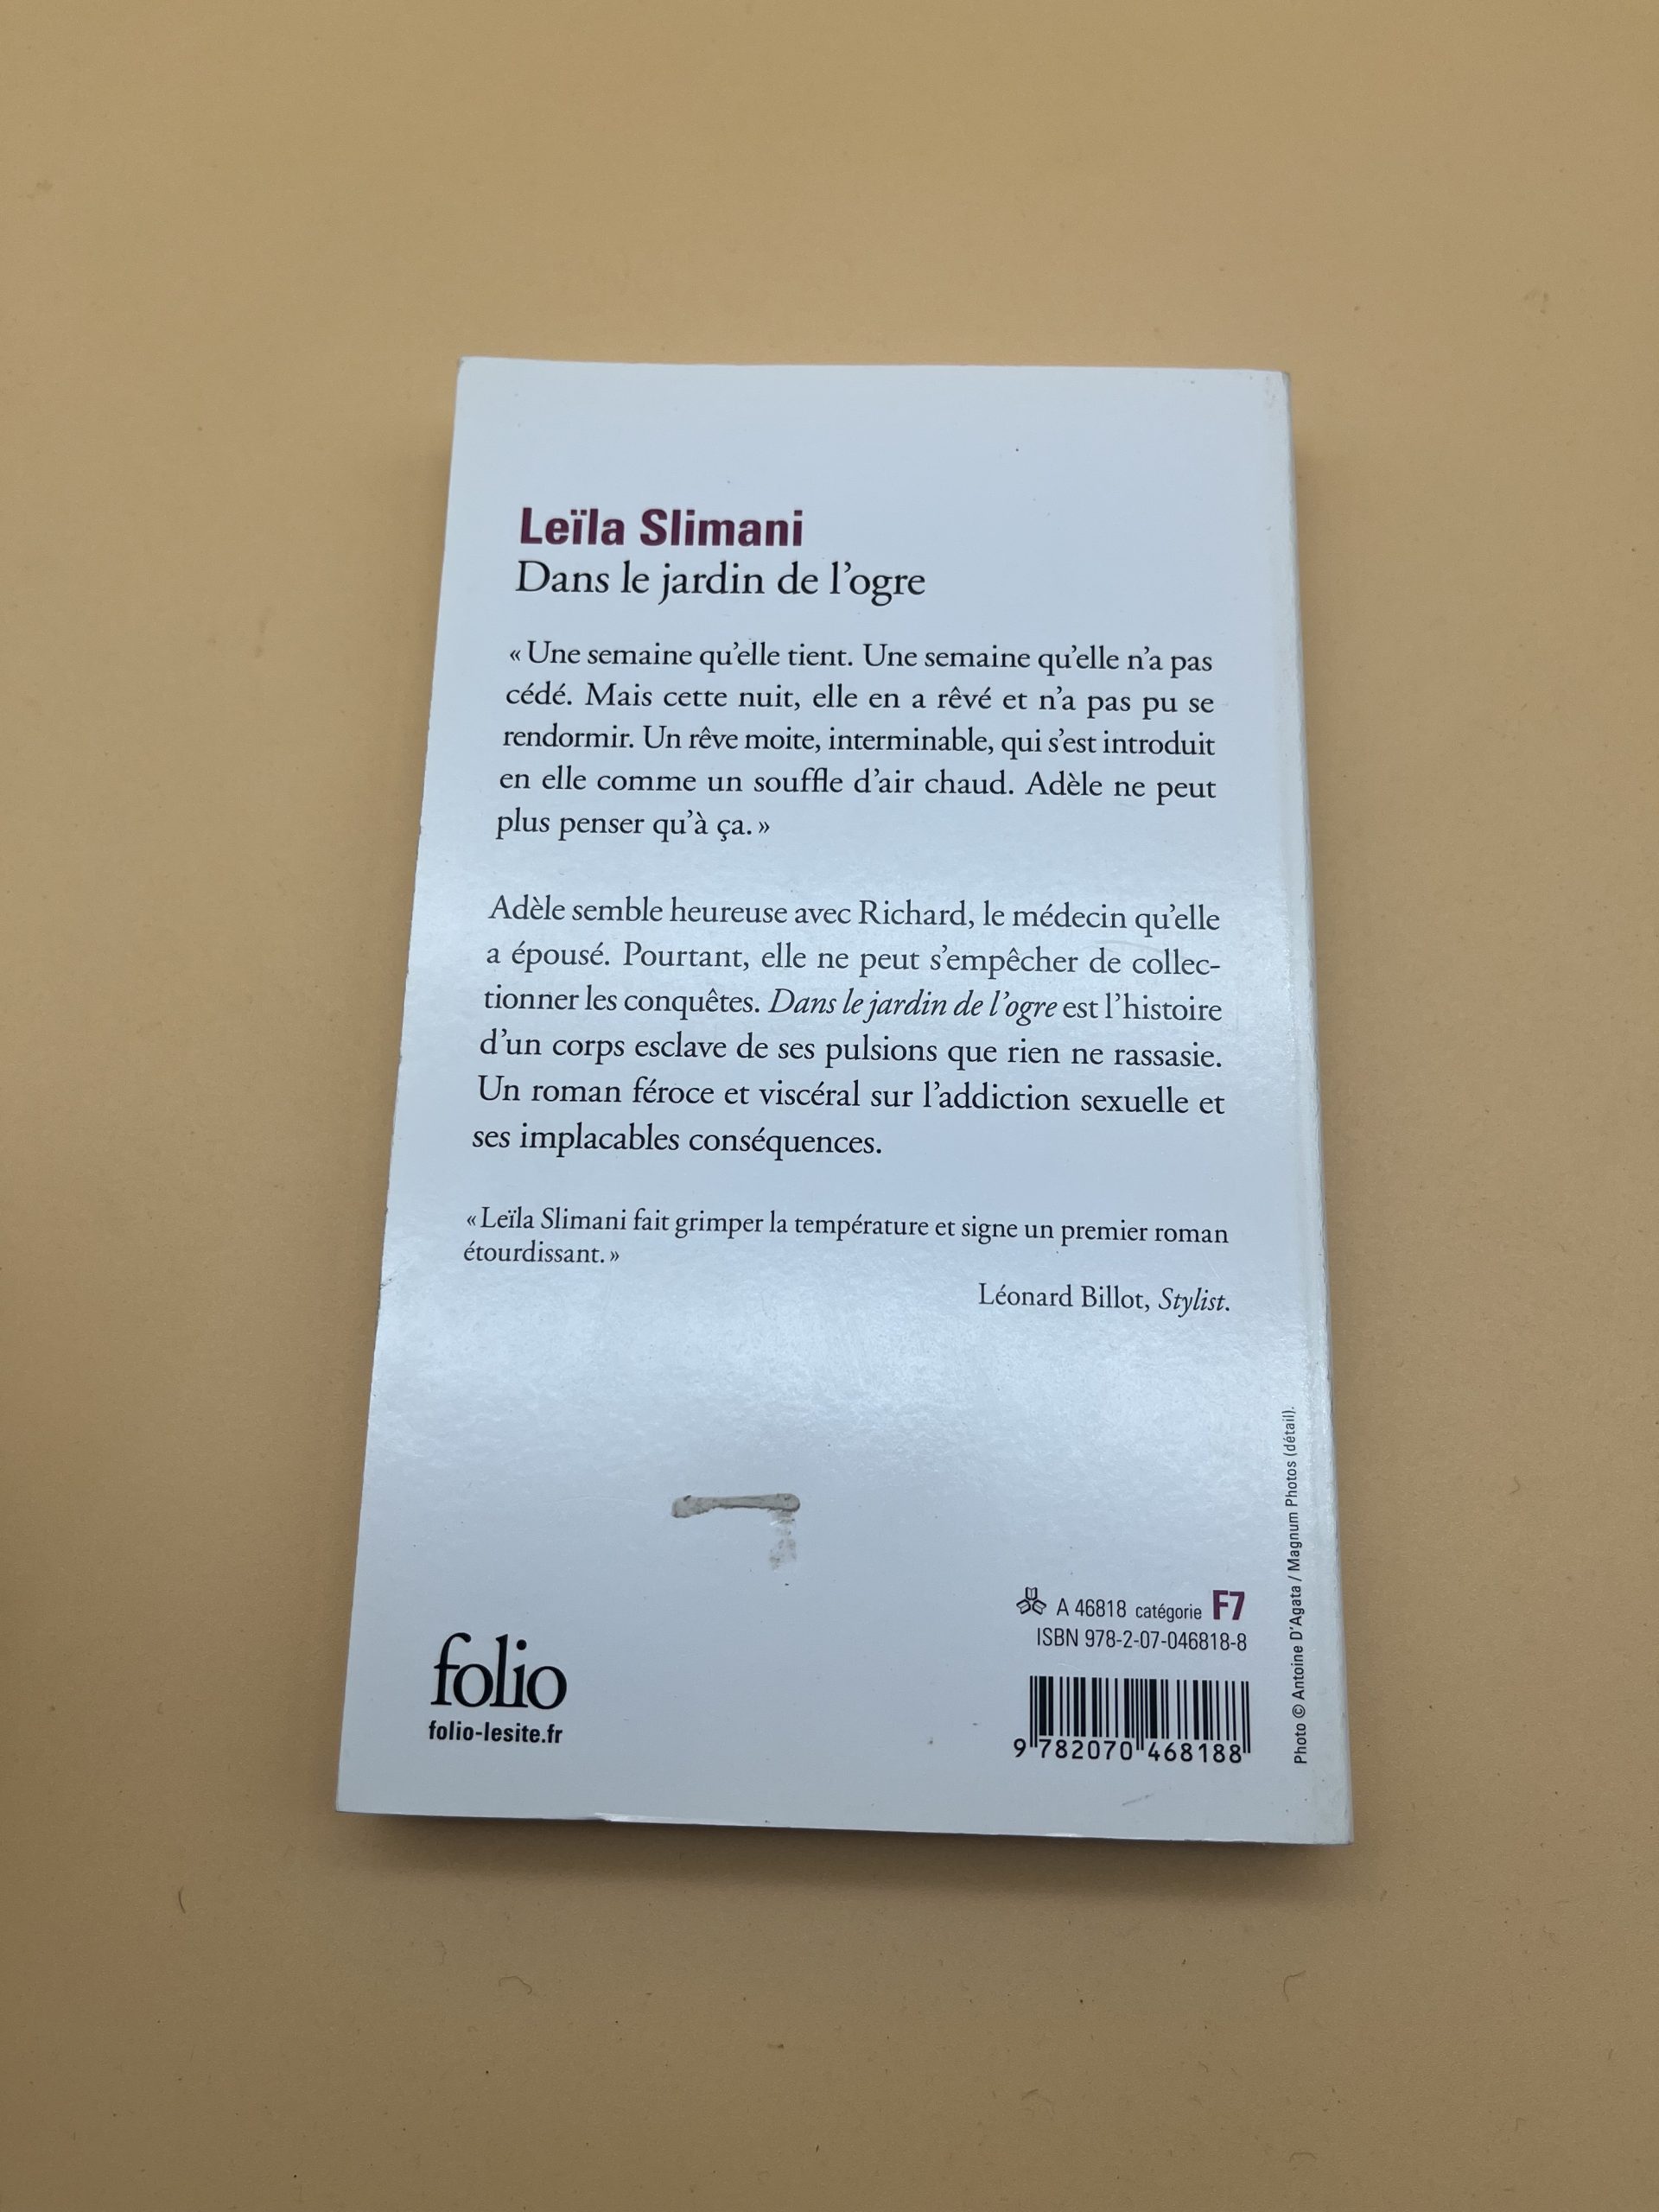 Leïla Slimani
Dans le jardin de l’ogre
« Une semaine qu’elle tient. Une semaine qu’elle n’a pas
cédé. Mais cette nuit, elle en a rêvé et n’a pas pu se
rendormir. Un rêve moite, interminable, qui s’est introduit
en elle comme un souffle d’air chaud. Adèle ne peut
plus penser qu’à ça. »
Adèle semble heureuse avec Richard, le médecin qu’elle
a épousé. Pourtant, elle ne peut s’empêcher de collec-
tionner les conquêtes. Dans le jardin de l’ogre est l’histoire
d’un corps esclave de ses pulsions que rien ne rassasie.
Un roman féroce et viscéral sur l’addiction sexuelle et
ses implacables conséquences.
« Leïla Slimani fait grimper la température et signe un premier roman
étourdissant. »
Léonard Billot, Stylist.
folio
folio-lesite.fr
A 46818 catégorie F7
ISBN 978-2-07-046818-8
9 782070 468188
Photo © Antoine D’Agata / Magnum Photos (détail).